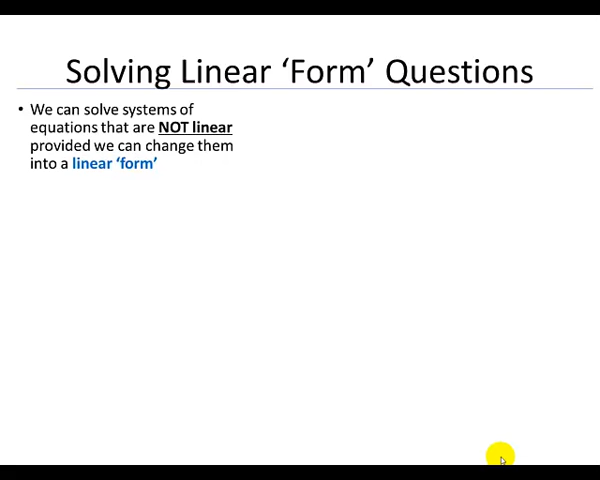 Solving Linear ‘Form’ Questions
• We can solve systems of
equations that are NOT linear
provided we can change them
into a linear ‘form’